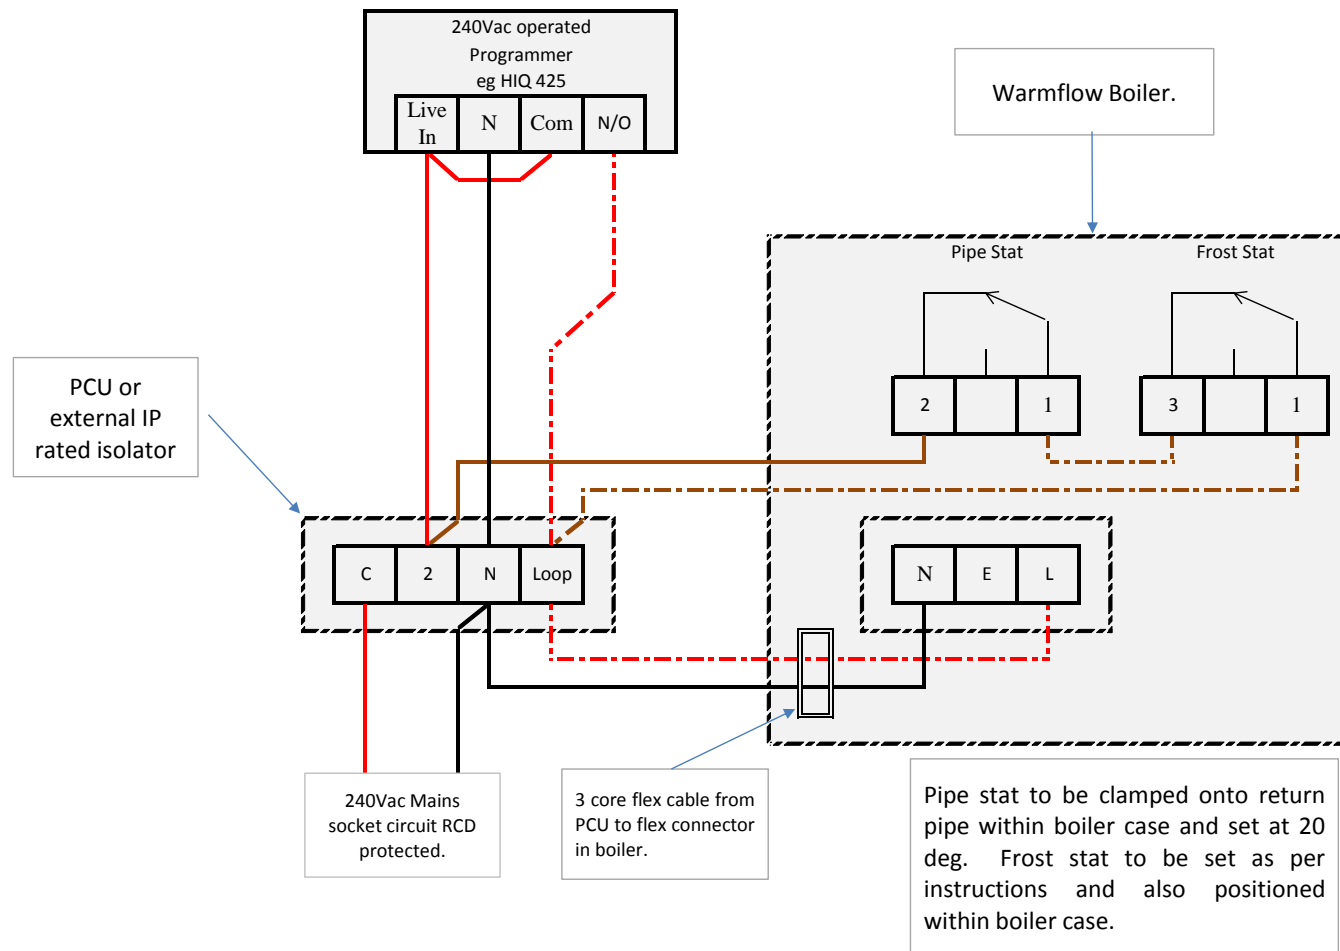 240Vac operated
Programmer
eg HIQ 425
Live In
N
Com
N/O
Warmflow Boiler.
Pipe Stat
Frost Stat
PCU or
external IP
rated isolator
2
1
3
1
C
2
N
Loop
N
E
L
240Vac Mains
socket circuit RCD
protected.
3 core flex cable from
PCU to flex connector
in boiler.
Pipe stat to be clamped onto return
pipe within boiler case and set at 20
deg. Frost stat to be set as per
instructions and also positioned
within boiler case.